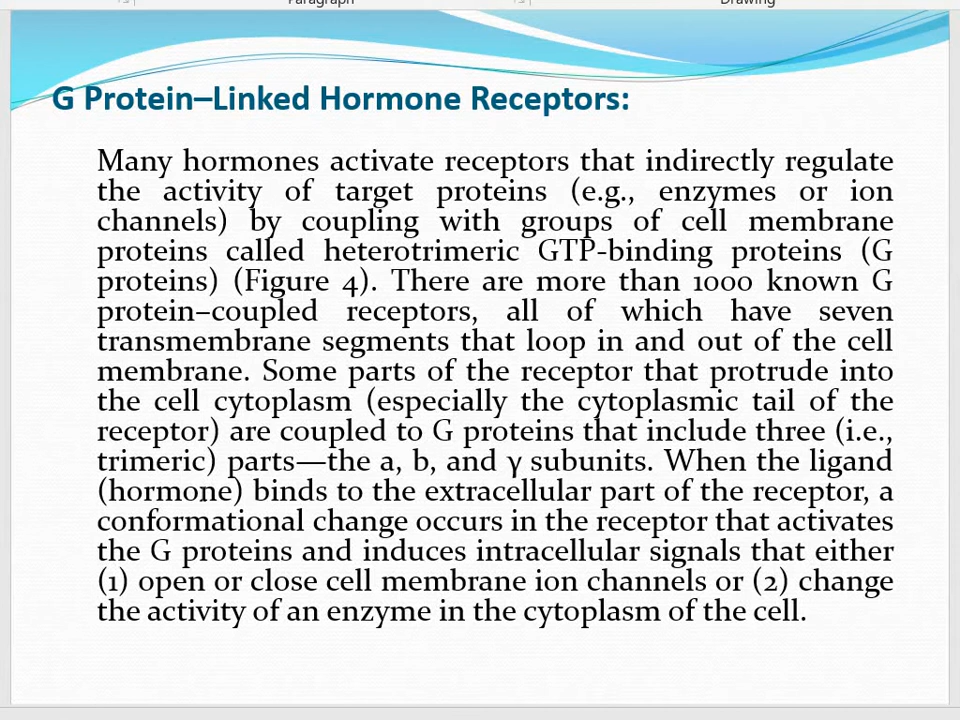 Paragraph
Drawing
G Protein–Linked Hormone Receptors:
Many hormones activate receptors that indirectly regulate
the activity of target proteins (e.g., enzymes or ion
channels) by coupling with groups of cell membrane
proteins called heterotrimeric GTP-binding proteins (G
proteins) (Figure 4). There are more than 1000 known G
protein–coupled receptors, all of which have seven
transmembrane segments that loop in and out of the cell
membrane. Some parts of the receptor that protrude into
the cell cytoplasm (especially the cytoplasmic tail of the
receptor) are coupled to G proteins that include three (i.e.,
trimeric) parts—the a, b, and γ subunits. When the ligand
(hormone) binds to the extracellular part of the receptor, a
conformational change occurs in the receptor that activates
the G proteins and induces intracellular signals that either
(1) open or close cell membrane ion channels or (2) change
the activity of an enzyme in the cytoplasm of the cell.